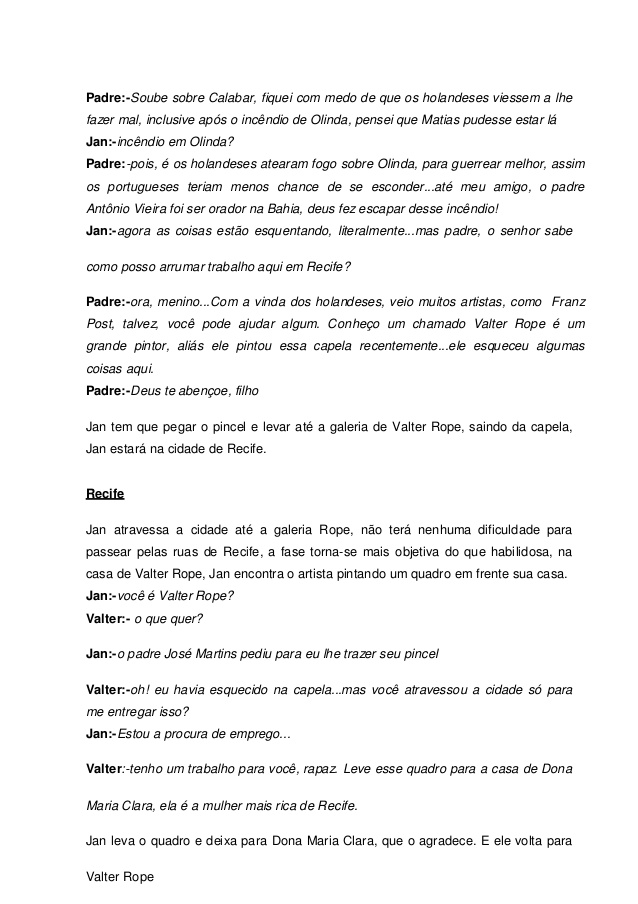 Padre:-Soube sobre Calabar, fiquei com medo de que os holandeses viessem a lhe
fazer mal, inclusive após o incêndio de Olinda, pensei que Matias pudesse estar lá
Jan:-incêndio em Olinda?
Padre:-pois, é os holandeses atearam fogo sobre Olinda, para guerrear melhor, assim
os portugueses teriam menos chance de se esconder...até meu amigo, o padre
Antônio Vieira foi ser orador na Bahia, deus fez escapar desse incêndio!
Jan:-agora as coisas estão esquentando, literalmente...mas padre, o senhor sabe
como posso arrumar trabalho aqui em Recife?
Padre:-ora, menino...Com a vinda dos holandeses, veio muitos artistas, como Franz
Post, talvez, você pode ajudar algum. Conheço um chamado Valter Rope é um
grande pintor, aliás ele pintou essa capela recentemente...ele esqueceu algumas
coisas aqui.
Padre:-Deus te abençoe, filho
Jan tem que pegar o pincel e levar até a galeria de Valter Rope, saindo da capela,
Jan estará na cidade de Recife.
Recife
Jan atravessa a cidade até a galeria Rope, não terá nenhuma dificuldade para
passear pelas ruas de Recife, a fase torna-se mais objetiva do que habilidosa, na
casa de Valter Rope, Jan encontra o artista pintando um quadro em frente sua casa.
Jan:-você é Valter Rope?
Valter:- o que quer?
Jan:-o padre José Martins pediu para eu lhe trazer seu pincel
Valter:-oh! eu havia esquecido na capela...mas você atravessou a cidade só para
me entregar isso?
Jan:-Estou a procura de emprego...
Valter:-tenho um trabalho para você, rapaz. Leve esse quadro para a casa de Dona
Maria Clara, ela é a mulher mais rica de Recife.
Jan leva o quadro e deixa para Dona Maria Clara, que o agradece. E ele volta para
Valter Rope